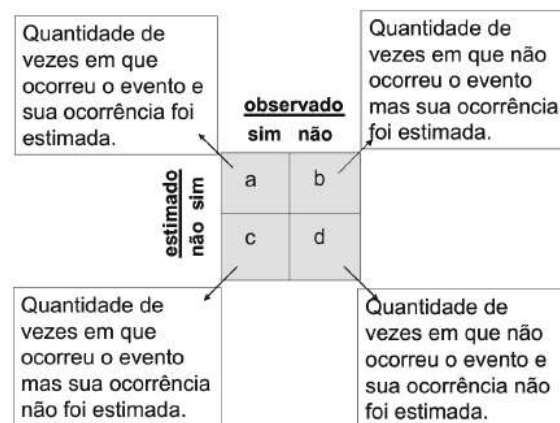 Quantidade de
vezes em que
ocorreu o evento e
sua ocorrência foi
estimada.
Quantidade de
vezes em que não
ocorreu o evento
mas sua ocorrência
foi estimada.
observado
sim não
estimado
não sim
a b
c d
Quantidade de
vezes em que
ocorreu o evento
mas sua ocorrência
não foi estimada.
Quantidade de
vezes em que não
ocorreu o evento e
sua ocorrência não
foi estimada.